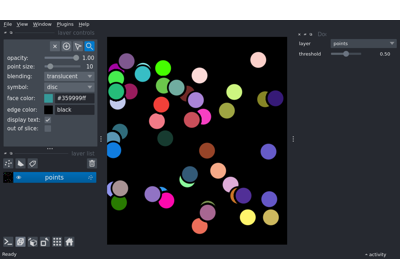 File View Window Plugins Help
layer controls
opacity: 1.00
point size: 10
blending: translucent
symbol: disc
face color: #359999ff
edge color: black
display text: ✓
out of slice:
layer list
points
Ready
layer points
threshold 0.50
activity